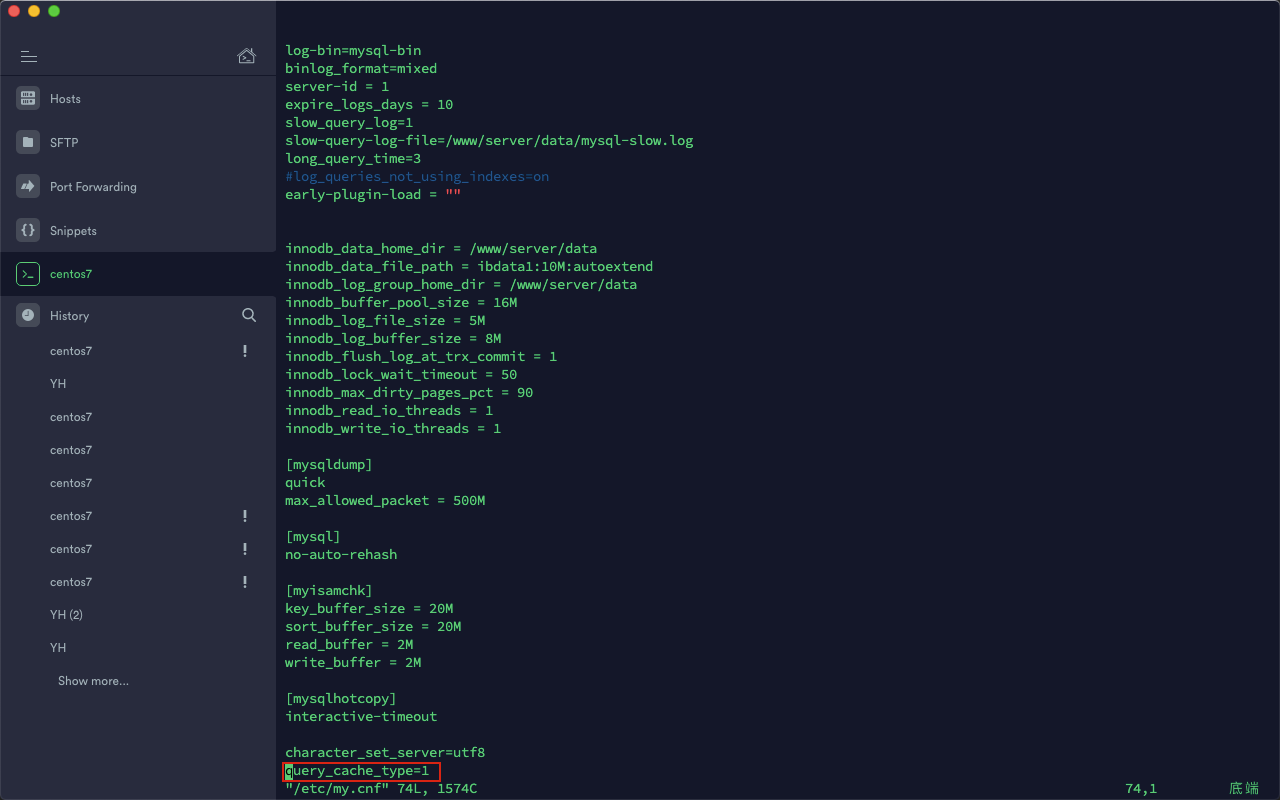 Hosts
SFTP
Port Forwarding
Snippets
centos7
History
centos7 !
YH
centos7
centos7
centos7
centos7 !
centos7 !
centos7 !
YH (2)
YH
Show more...
log-bin=mysql-bin
binlog_format=mixed
server-id = 1
expire_logs_days = 10
slow_query_log=1
slow-query-log-file=/www/server/data/mysql-slow.log
long_query_time=3
#log_queries_not_using_indexes=on
early-plugin-load = ""
innodb_data_home_dir = /www/server/data
innodb_data_file_path = ibdata1:10M:autoextend
innodb_log_group_home_dir = /www/server/data
innodb_buffer_pool_size = 16M
innodb_log_file_size = 5M
innodb_log_buffer_size = 8M
innodb_flush_log_at_trx_commit = 1
innodb_lock_wait_timeout = 50
innodb_max_dirty_pages_pct = 90
innodb_read_io_threads = 1
innodb_write_io_threads = 1
[mysqldump]
quick
max_allowed_packet = 500M
[mysql]
no-auto-rehash
[myisamchk]
key_buffer_size = 20M
sort_buffer_size = 20M
read_buffer = 2M
write_buffer = 2M
[mysqlhotcopy]
interactive-timeout
character_set_server=utf8
query_cache_type=1
"/etc/my.cnf" 74L, 1574C 74,1 底端